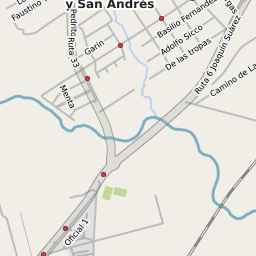 y San Andrés
Faustino
Pedrito
Ruta 33
Garín
Basilio Fernández
Adolfo Sicco
De las tropas
Menta
Ruta 6 Joaquín Suárez
Camino de La
Oficial 1